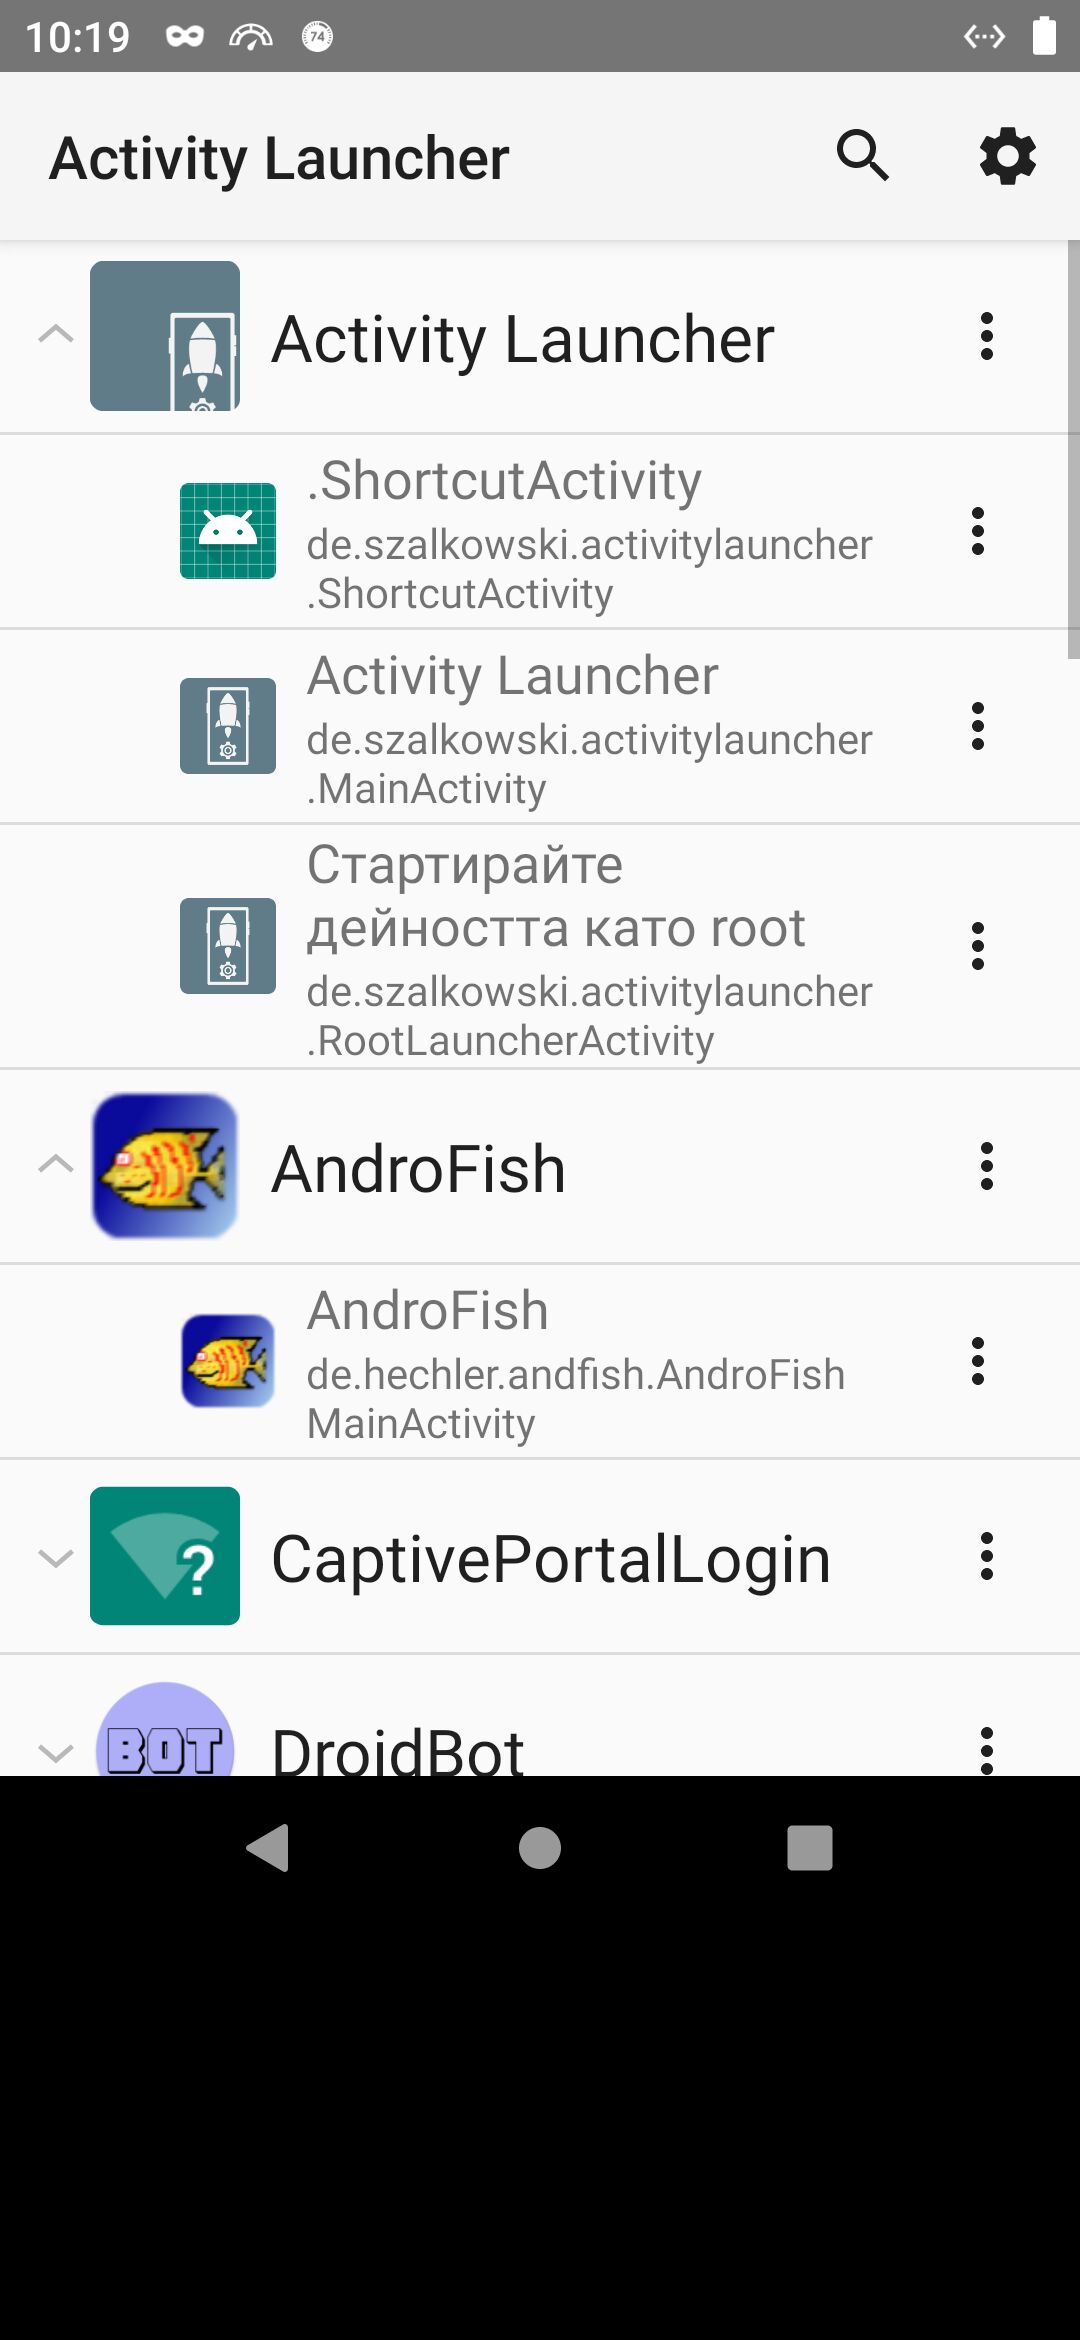 10:19
74
Activity Launcher
Activity Launcher
.ShortcutActivity
de.szalkowski.activitylauncher
.ShortcutActivity
Activity Launcher
de.szalkowski.activitylauncher
.MainActivity
Стартирайте
дейността като root
de.szalkowski.activitylauncher
.RootLauncherActivity
AndroFish
AndroFish
de.hechler.andfish.AndroFish
MainActivity
?
CaptivePortalLogin
BOT
DroidBot